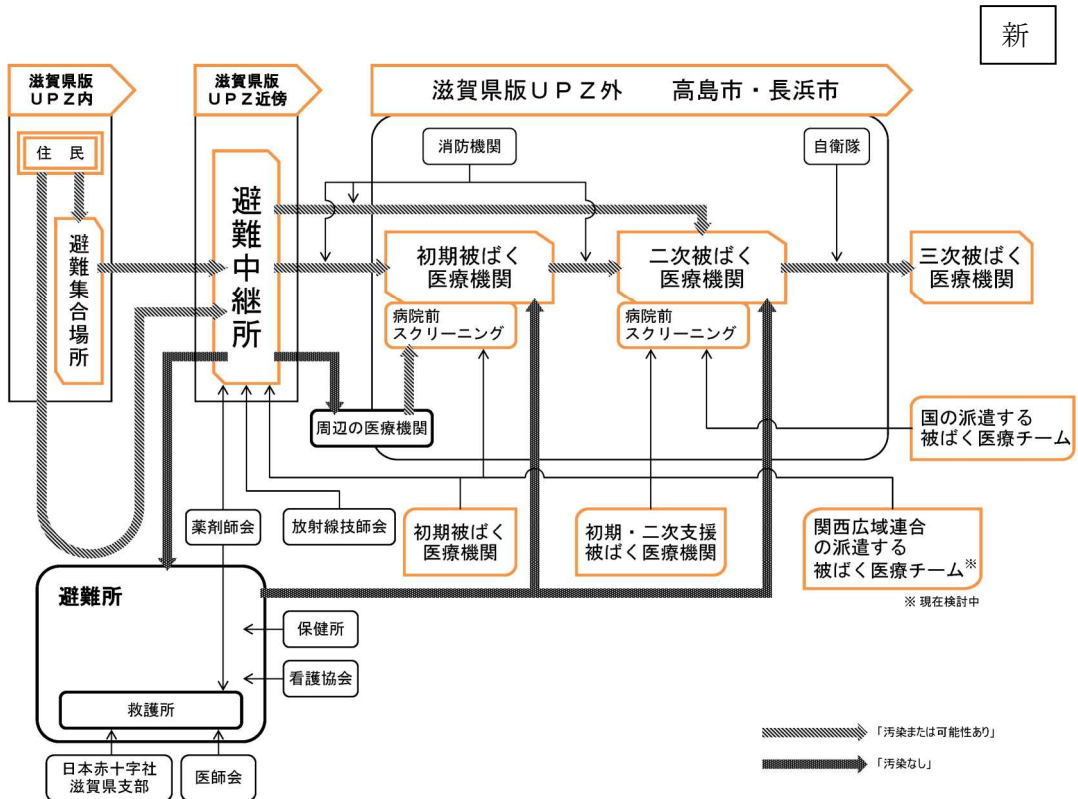 新
滋賀県版
ＵＰＺ内
滋賀県版
ＵＰＺ近傍
滋賀県版ＵＰＺ外　高島市・長浜市
住　民
消防機関
自衛隊
避難集合場所
避難中継所
初期被ばく
医療機関
二次被ばく
医療機関
三次被ばく
医療機関
病院前
スクリーニング
病院前
スクリーニング
周辺の医療機関
国の派遣する
被ばく医療チーム
薬剤師会
放射線技師会
初期被ばく
医療機関
初期・二次支援
被ばく医療機関
関西広域連合
の派遣する
被ばく医療チーム※
※ 現在検討中
避難所
保健所
看護協会
救護所
日本赤十字社
滋賀県支部
医師会
「汚染または可能性あり」
「汚染なし」